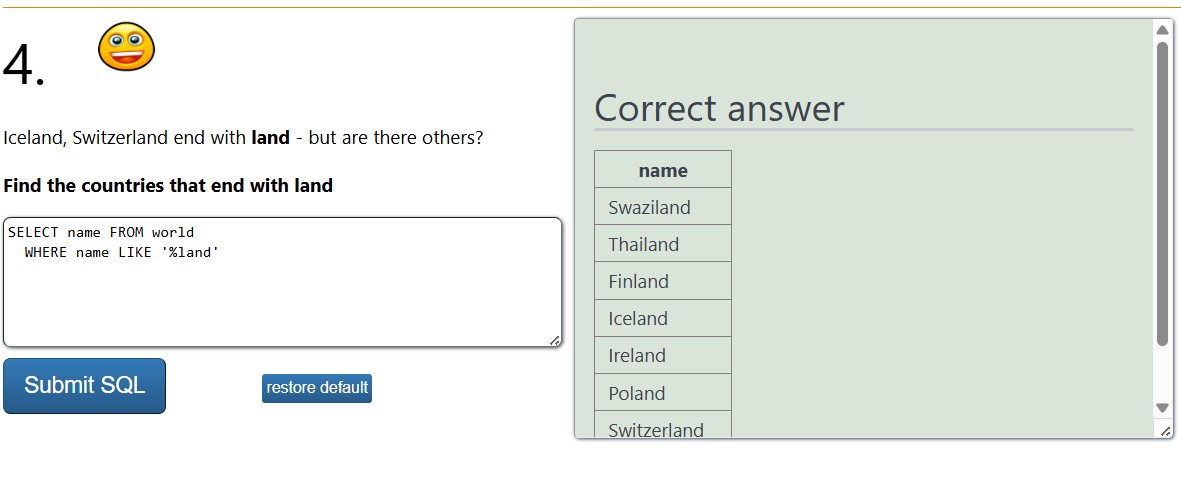 4.
Iceland, Switzerland end with land - but are there others?
Find the countries that end with land
SELECT name FROM world
WHERE name LIKE '%land'
Submit SQL
restore default
Correct answer
name
Swaziland
Thailand
Finland
Iceland
Ireland
Poland
Switzerland